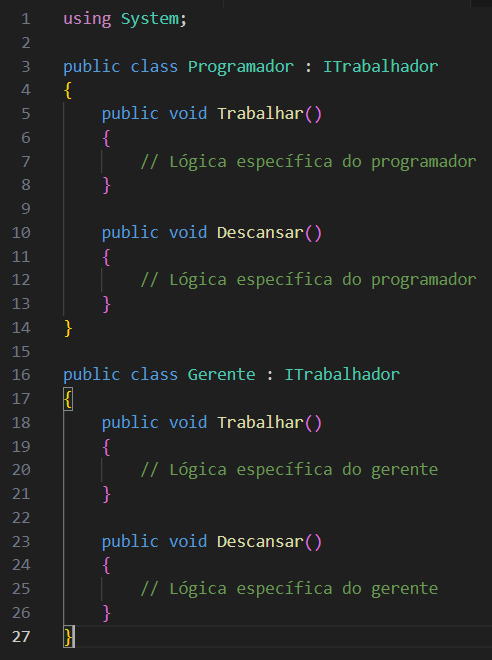 1 using System;
2
3 public class Programador : ITrabalhador
4 {
5     public void Trabalhar()
6     {
7         // Lógica específica do programador
8     }
9
10     public void Descansar()
11     {
12         // Lógica específica do programador
13     }
14 }
15
16 public class Gerente : ITrabalhador
17 {
18     public void Trabalhar()
19     {
20         // Lógica específica do gerente
21     }
22
23     public void Descansar()
24     {
25         // Lógica específica do gerente
26     }
27 }